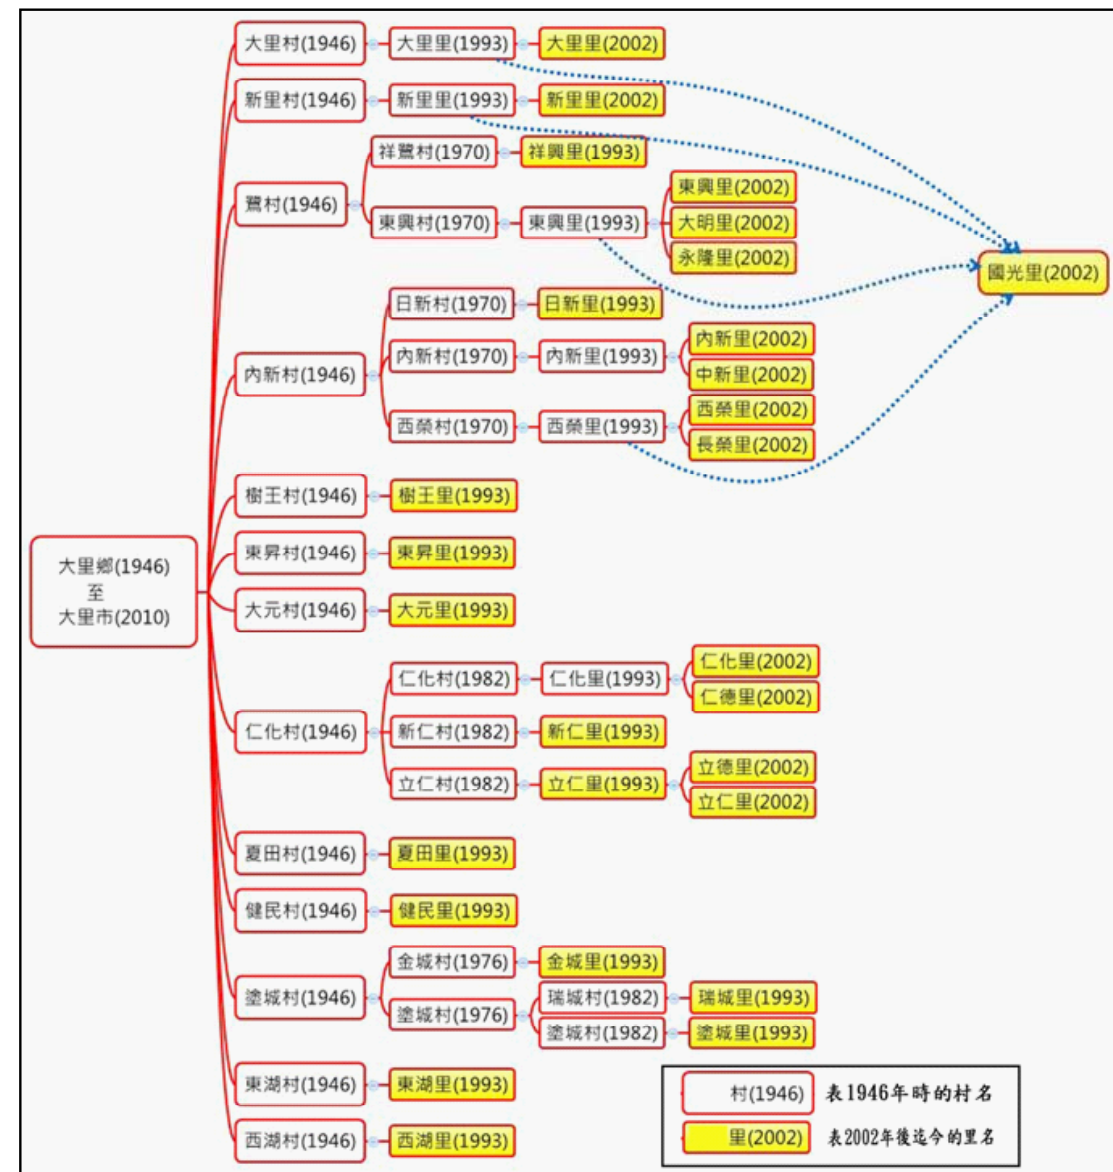 大里村(1946)
大里里(1993)
大里里(2002)
新里村(1946)
新里里(1993)
新里里(2002)
祥鷺村(1970)
祥興里(1993)
鷺村(1946)
東興村(1970)
東興里(1993)
東興里(2002)
大明里(2002)
永隆里(2002)
國光里(2002)
日新村(1970)
日新里(1993)
內新村(1946)
內新村(1970)
內新里(1993)
內新里(2002)
中新里(2002)
西榮村(1970)
西榮里(1993)
西榮里(2002)
長榮里(2002)
樹王村(1946)
樹王里(1993)
東昇村(1946)
東昇里(1993)
大里鄉(1946)
至
大里市(2010)
大元村(1946)
大元里(1993)
仁化村(1946)
仁化村(1982)
仁化里(1993)
仁化里(2002)
仁德里(2002)
新仁村(1982)
新仁里(1993)
立仁村(1982)
立仁里(1993)
立德里(2002)
立仁里(2002)
夏田村(1946)
夏田里(1993)
健民村(1946)
健民里(1993)
塗城村(1946)
金城村(1976)
金城里(1993)
塗城村(1976)
瑞城村(1982)
瑞城里(1993)
塗城村(1982)
塗城里(1993)
東湖村(1946)
東湖里(1993)
西湖村(1946)
西湖里(1993)
村(1946) 表1946年時的村名
里(2002) 表2002年後迄今的里名